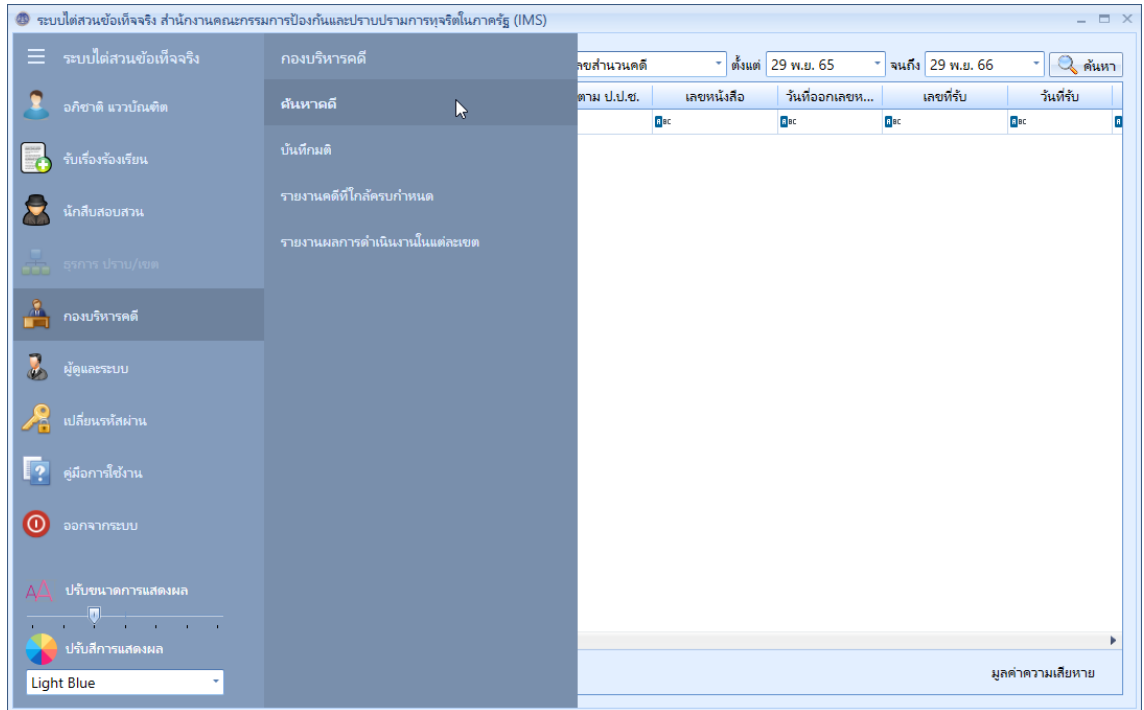 ระบบไต่สวนข้อเท็จจริง สำนักงานคณะกรรมการป้องกันและปราบปรามการทุจริตในภาครัฐ (IMS)
ระบบไต่สวนข้อเท็จจริง
อภิชาติ แววบัณฑิต
รับเรื่องร้องเรียน
นักสืบสอบสวน
ธุรการ ปราบ/เขต
กองบริหารคดี
ผู้ดูและระบบ
เปลี่ยนรหัสผ่าน
คู่มือการใช้งาน
ออกจากระบบ
ปรับขนาดการแสดงผล
ปรับสีการแสดงผล
Light Blue
กองบริหารคดี
ค้นหาคดี
บันทึกมติ
รายงานคดีที่ใกล้ครบกำหนด
รายงานผลการดำเนินงานในแต่ละเขต
ลขสำนวนคดี ตั้งแต่ 29 พ.ย. 65 จนถึง 29 พ.ย. 66 ค้นหา
ตาม ป.ป.ช. เลขหนังสือ วันที่ออกเลขห... เลขที่รับ วันที่รับ
มูลค่าความเสียหาย